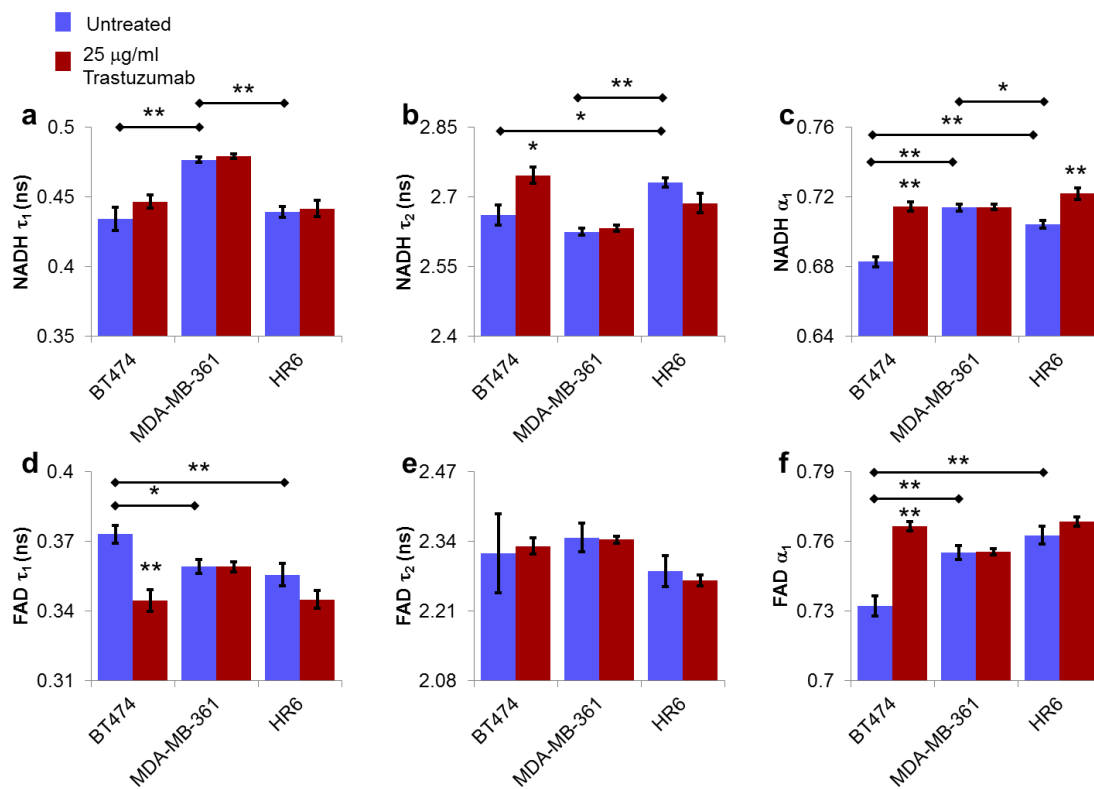 Untreated
25 μg/ml
Trastuzumab
a
**
**
0.5
0.45
0.4
0.35
NADH τ1 (ns)
BT474
MDA-MB-361
HR6
b
**
*
*
2.85
2.7
2.55
2.4
NADH τ2 (ns)
BT474
MDA-MB-361
HR6
c
*
**
**
**
**
0.76
0.72
0.68
0.64
NADH α1
BT474
MDA-MB-361
HR6
d
**
*
**
0.4
0.37
0.34
0.31
FAD τ1 (ns)
BT474
MDA-MB-361
HR6
e
2.47
2.34
2.21
2.08
FAD τ2 (ns)
BT474
MDA-MB-361
HR6
f
**
**
**
0.79
0.76
0.73
0.7
FAD α1
BT474
MDA-MB-361
HR6